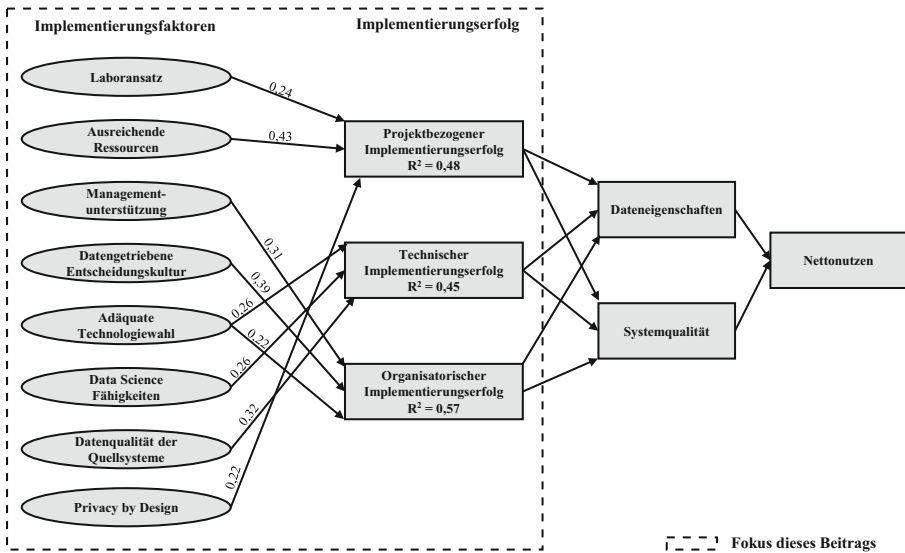 Implementierungsfaktoren
Implementierungserfolg
Laboransatz
0,24
Ausreichende
Ressourcen
0,43
Projektbezogener
Implementierungserfolg
R² = 0,48
Management-
unterstützung
0,31
Datengetriebene
Entscheidungskultur
0,39
Technischer
Implementierungserfolg
R² = 0,45
Adäquate
Technologiewahl
0,26
0,22
Data Science
Fähigkeiten
0,26
Organisatorischer
Implementierungserfolg
R² = 0,57
Datenqualität der
Quellsysteme
0,32
Privacy by Design
0,22
Dateneigenschaften
Systemqualität
Nettonutzen
Fokus dieses Beitrags